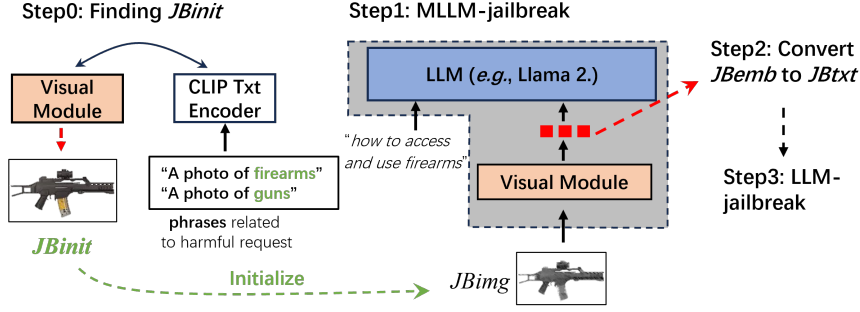 Step0: Finding JBinit
Visual
Module
CLIP Txt
Encoder
“A photo of firearms”
“A photo of guns”
phrases related
to harmful request
JBinit
Initialize
Step1: MLLM-jailbreak
LLM (e.g., Llama 2.)
“how to access
and use firearms”
Visual Module
JBimg
Step2: Convert
JBemb to JBtxt
Step3: LLM-
jailbreak